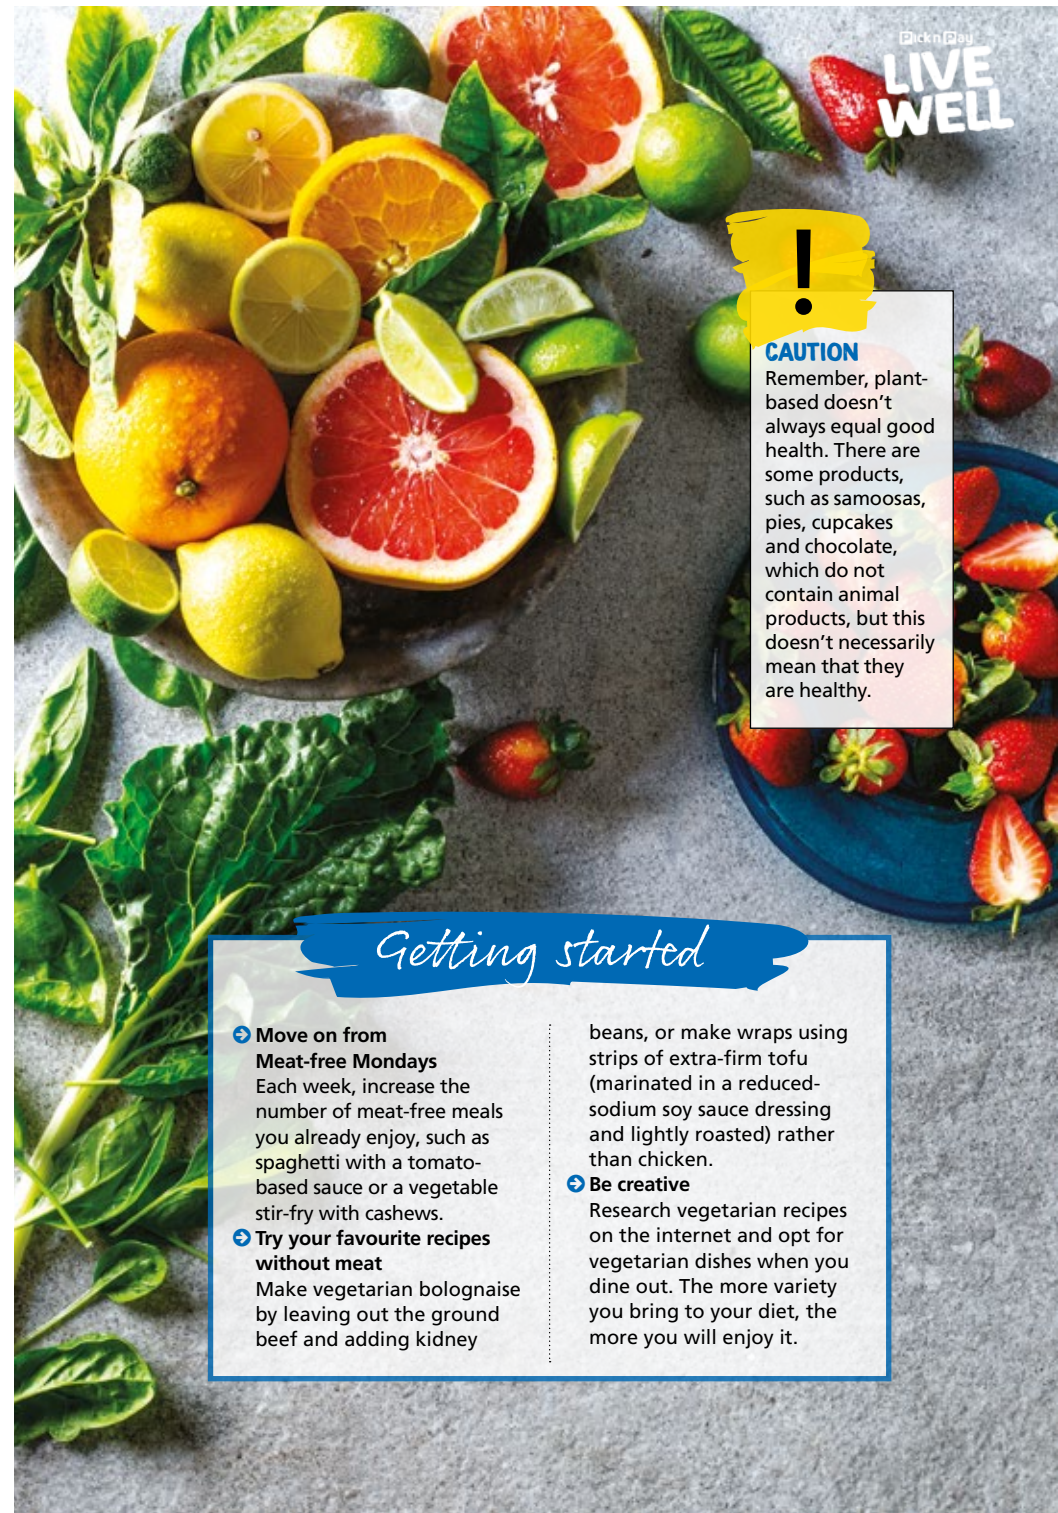 Pick n Pay
LIVE
WELL
!
CAUTION
Remember, plant-
based doesn't
always equal good
health. There are
some products,
such as samoosas,
pies, cupcakes
and chocolate,
which do not
contain animal
products, but this
doesn't necessarily
mean that they
are healthy.
Getting started
Move on from
Meat-free Mondays
Each week, increase the
number of meat-free meals
you already enjoy, such as
spaghetti with a tomato-
based sauce or a vegetable
stir-fry with cashews.
Try your favourite recipes
without meat
Make vegetarian bolognaise
by leaving out the ground
beef and adding kidney
beans, or make wraps using
strips of extra-firm tofu
(marinated in a reduced-
sodium soy sauce dressing
and lightly roasted) rather
than chicken.
Be creative
Research vegetarian recipes
on the internet and opt for
vegetarian dishes when you
dine out. The more variety
you bring to your diet, the
more you will enjoy it.